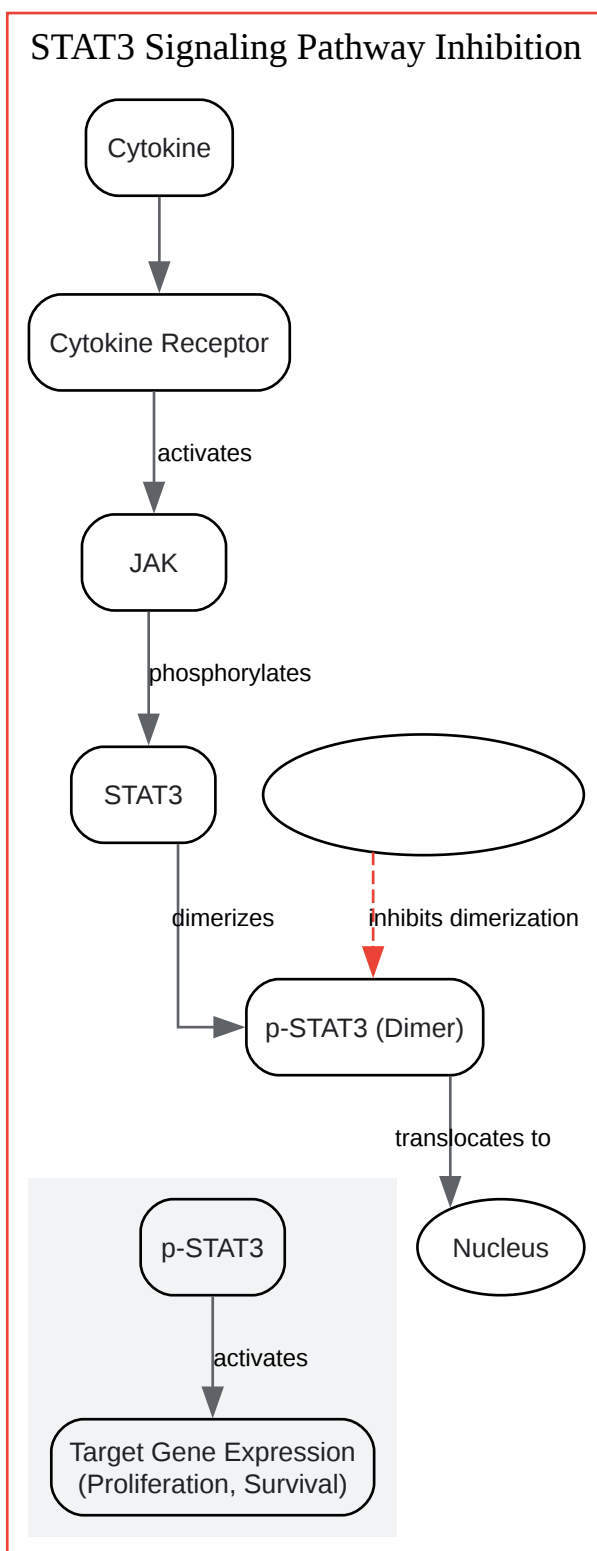 STAT3 Signaling Pathway Inhibition
Cytokine
Cytokine Receptor
activates
JAK
phosphorylates
STAT3
dimerizes
inhibits dimerization
p-STAT3 (Dimer)
translocates to
p-STAT3
Nucleus
activates
Target Gene Expression
(Proliferation, Survival)